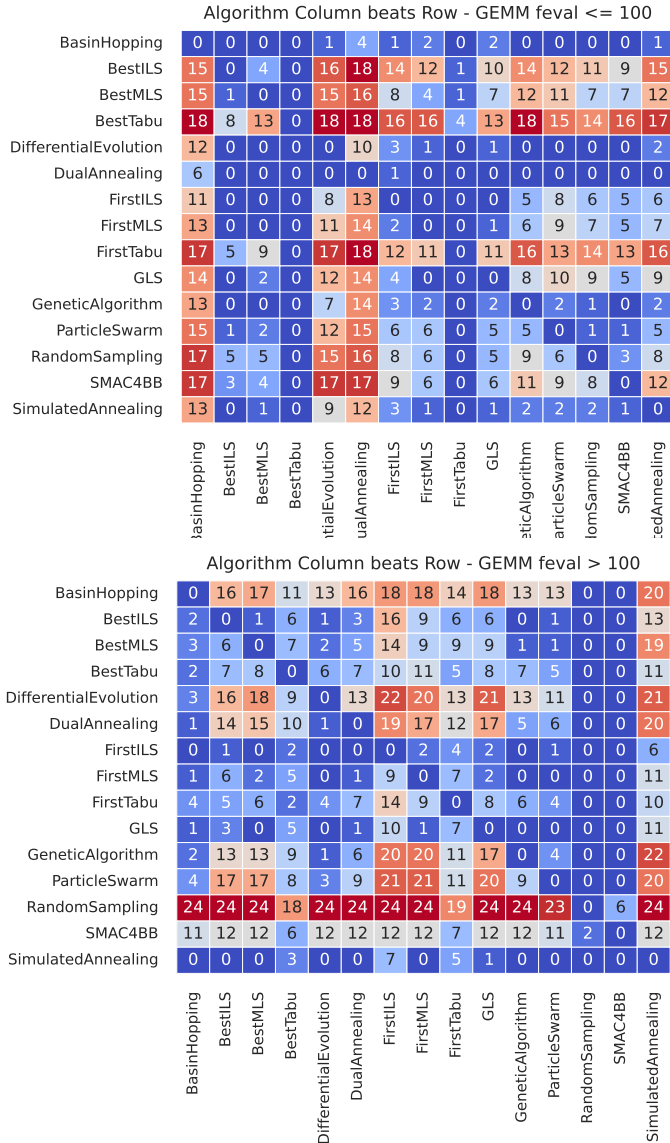 Algorithm Column beats Row - GEMM feval <= 100
BasinHopping 0 0 0 0 1 4 1 2 0 2 0 0 0 0 1
BestILS 15 0 4 0 16 18 14 12 1 10 14 12 11 9 15
BestMLS 15 1 0 0 15 16 8 4 1 7 12 11 7 7 12
BestTabu 18 8 13 0 18 18 16 16 4 13 18 15 14 16 17
DifferentialEvolution 12 0 0 0 0 10 3 1 0 1 0 0 0 0 2
DualAnnealing 6 0 0 0 0 0 1 0 0 0 0 0 0 0 0
FirstILS 11 0 0 0 8 13 0 0 0 0 5 8 6 5 6
FirstMLS 13 0 0 0 11 14 2 0 0 1 6 9 7 5 7
FirstTabu 17 5 9 0 17 18 12 11 0 11 16 13 14 13 16
GLS 14 0 2 0 12 14 4 0 0 0 8 10 9 5 9
GeneticAlgorithm 13 0 0 0 7 14 3 2 0 2 0 2 1 0 2
ParticleSwarm 15 1 2 0 12 15 6 6 0 5 5 0 1 1 5
RandomSampling 17 5 5 0 15 16 8 6 0 5 9 6 0 3 8
SMAC4BB 17 3 4 0 17 17 9 6 0 6 11 9 8 0 12
SimulatedAnnealing 13 0 1 0 9 12 3 1 0 1 2 2 2 1 0
BasinHopping BestILS BestMLS BestTabu ntialEvolution ualAnnealing FirstILS FirstMLS FirstTabu GLS eticAlgorithm articleSwarm lomSampling SMAC4BB tedAnnealing
Algorithm Column beats Row - GEMM feval > 100
BasinHopping 0 16 17 11 13 16 18 18 14 18 13 13 0 0 20
BestILS 2 0 1 6 1 3 16 9 6 6 0 1 0 0 13
BestMLS 3 6 0 7 2 5 14 9 9 9 1 1 0 0 19
BestTabu 2 7 8 0 6 7 10 11 5 8 7 5 0 0 11
DifferentialEvolution 3 16 18 9 0 13 22 20 13 21 13 11 0 0 21
DualAnnealing 1 14 15 10 1 0 19 17 12 17 5 6 0 0 20
FirstILS 0 1 0 2 0 0 0 2 4 2 0 1 0 0 6
FirstMLS 1 6 2 5 0 1 9 0 7 2 0 0 0 0 11
FirstTabu 4 5 6 2 4 7 14 9 0 8 6 4 0 0 10
GLS 1 3 0 5 0 1 10 1 7 0 0 0 0 0 11
GeneticAlgorithm 2 13 13 9 1 6 20 20 11 17 0 4 0 0 22
ParticleSwarm 4 17 17 8 3 9 21 21 11 20 9 0 0 0 20
RandomSampling 24 24 24 18 24 24 24 24 19 24 24 23 0 6 24
SMAC4BB 11 12 12 6 12 12 12 12 7 12 12 11 2 0 12
SimulatedAnnealing 0 0 0 3 0 0 7 0 5 1 0 0 0 0 0
BasinHopping BestILS BestMLS BestTabu DifferentialEvolution DualAnnealing FirstILS FirstMLS FirstTabu GLS GeneticAlgorithm ParticleSwarm RandomSampling SMAC4BB SimulatedAnnealing